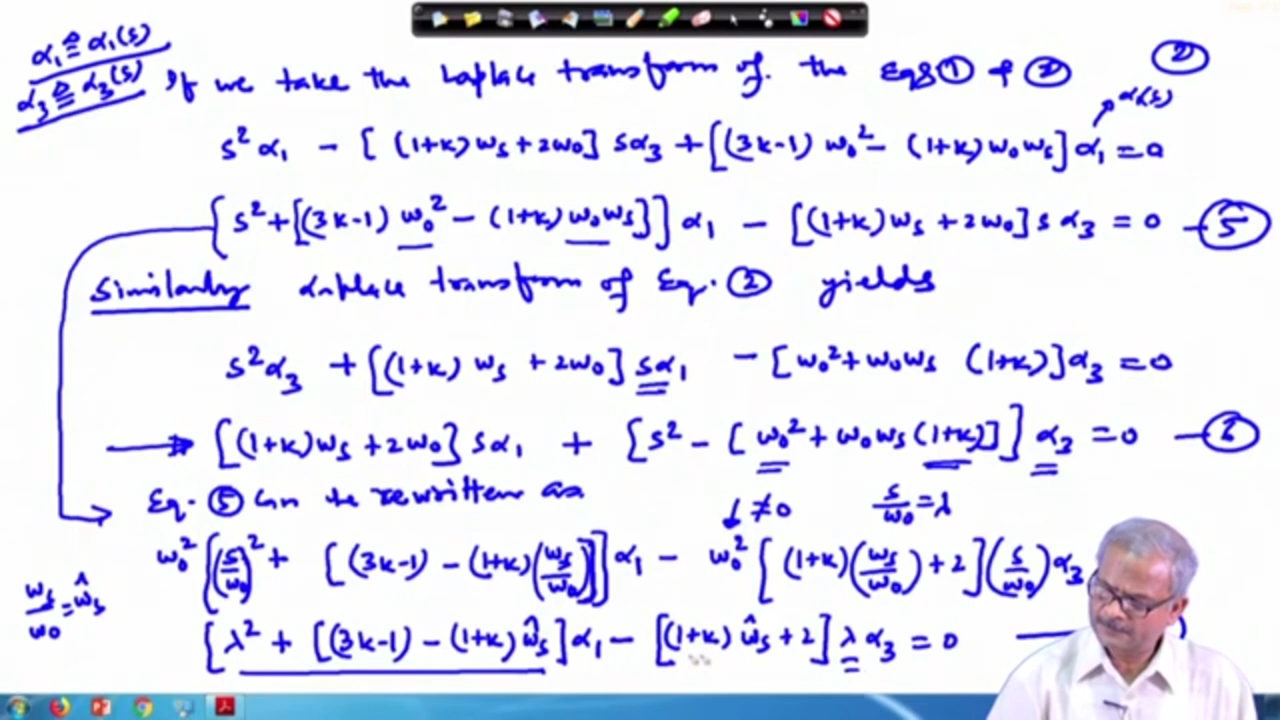 α₁ ≙ α₁(s)
α₃ ≙ α₃(s)
If we take the Laplace transform of. the Eqs ① & ② ②
s²α₁ - [(1+k)ωs+2ω0] sα₃ + [(3k-1) ω0² - (1+k)ω0ωs] α₁ = 0 α(s)
[s² + [(3k-1) ω0² - (1+k) ω0ωs]] α₁ - [(1+k)ωs + 2ω0] s α₃ = 0 — ⑤
Similarly Laplace transform of Eq. ② yields
s²α₃ + [(1+k) ωs + 2ω0] sα₁ - [ω0² + ω0ωs (1+k)] α₃ = 0
→ [(1+k)ωs + 2ω0] sα₁ + [s² - [ω0² + ω0ωs (1+k)]] α₃ = 0 — ⑥
Eq. ⑤ can be rewritten as ↓ ≠0 s/ω0 = λ
ω0² [(s/ω0)² + [(3k-1) - (1+k)(ωs/ω0)]] α₁ - ω0² [(1+k)(ωs/ω0) + 2] (s/ω0) α₃
ωs/ω0 = ω̂s
[λ² + [(3k-1) - (1+k) ω̂s] α₁ - [(1+k) ω̂s + 2] λ α₃ = 0 —